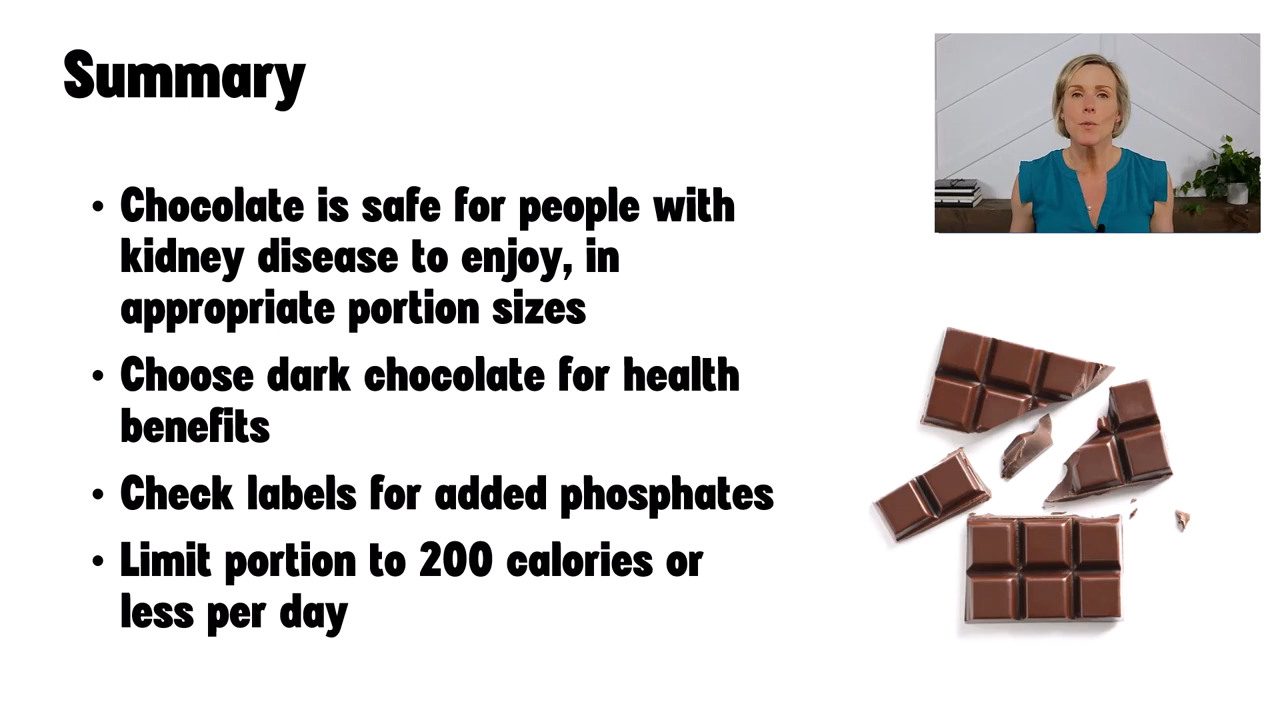 Summary
• Chocolate is safe for people with
kidney disease to enjoy, in
appropriate portion sizes
• Choose dark chocolate for health
benefits
• Check labels for added phosphates
• Limit portion to 200 calories or
less per day